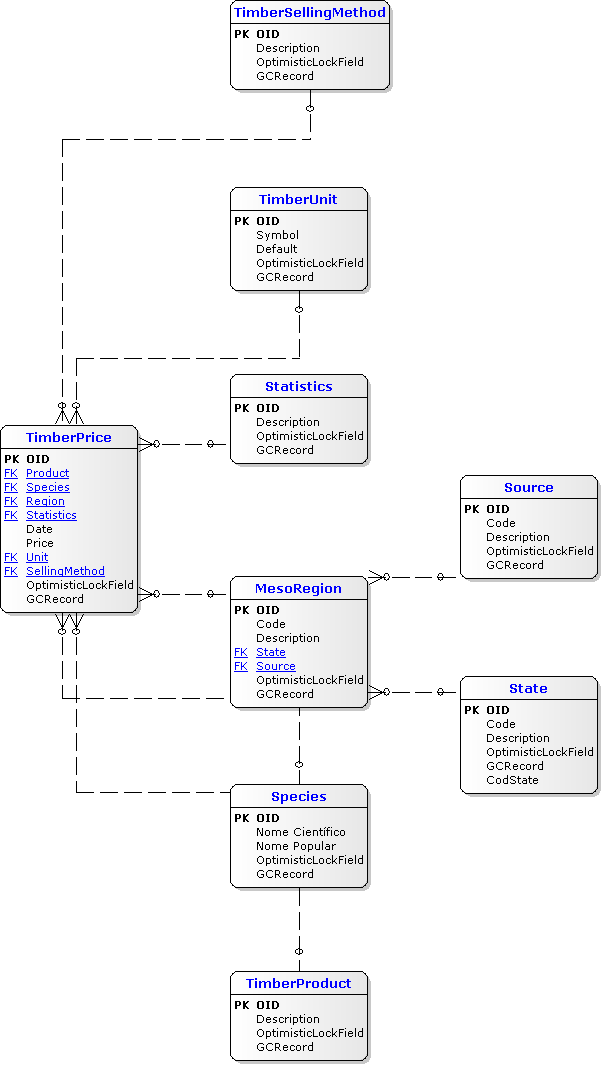 TimberSellingMethod
PK OID
Description
OptimisticLockField
GCRecord
TimberUnit
PK OID
Symbol
Default
OptimisticLockField
GCRecord
Statistics
PK OID
Description
OptimisticLockField
GCRecord
TimberPrice
PK OID
FK Product
FK Species
FK Region
FK Statistics
Date
Price
FK Unit
FK SellingMethod
OptimisticLockField
GCRecord
Source
PK OID
Code
Description
OptimisticLockField
GCRecord
MesoRegion
PK OID
Code
Description
FK State
FK Source
OptimisticLockField
GCRecord
State
PK OID
Code
Description
OptimisticLockField
GCRecord
CodState
Species
PK OID
Nome Científico
Nome Popular
OptimisticLockField
GCRecord
TimberProduct
PK OID
Description
OptimisticLockField
GCRecord